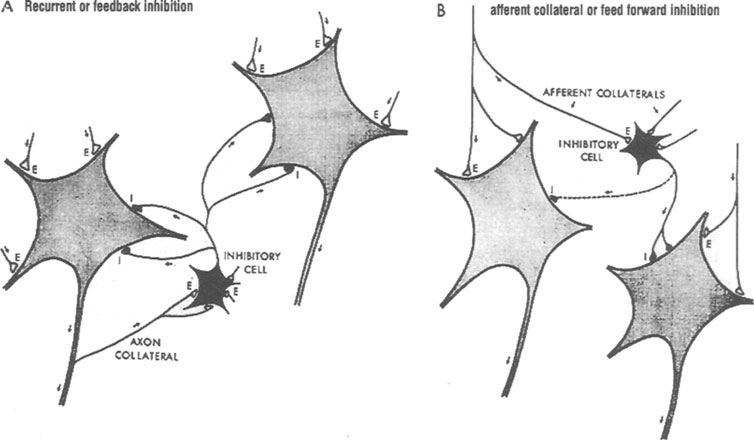 A Recurrent or feedback inhibition
E
E
E
E
E
E
I
I
I
INHIBITORY
CELL
E
E
AXON
COLLATERAL
B afferent collateral or feed forward inhibition
AFFERENT COLLATERALS
E
INHIBITORY
CELL
E
I
E
I